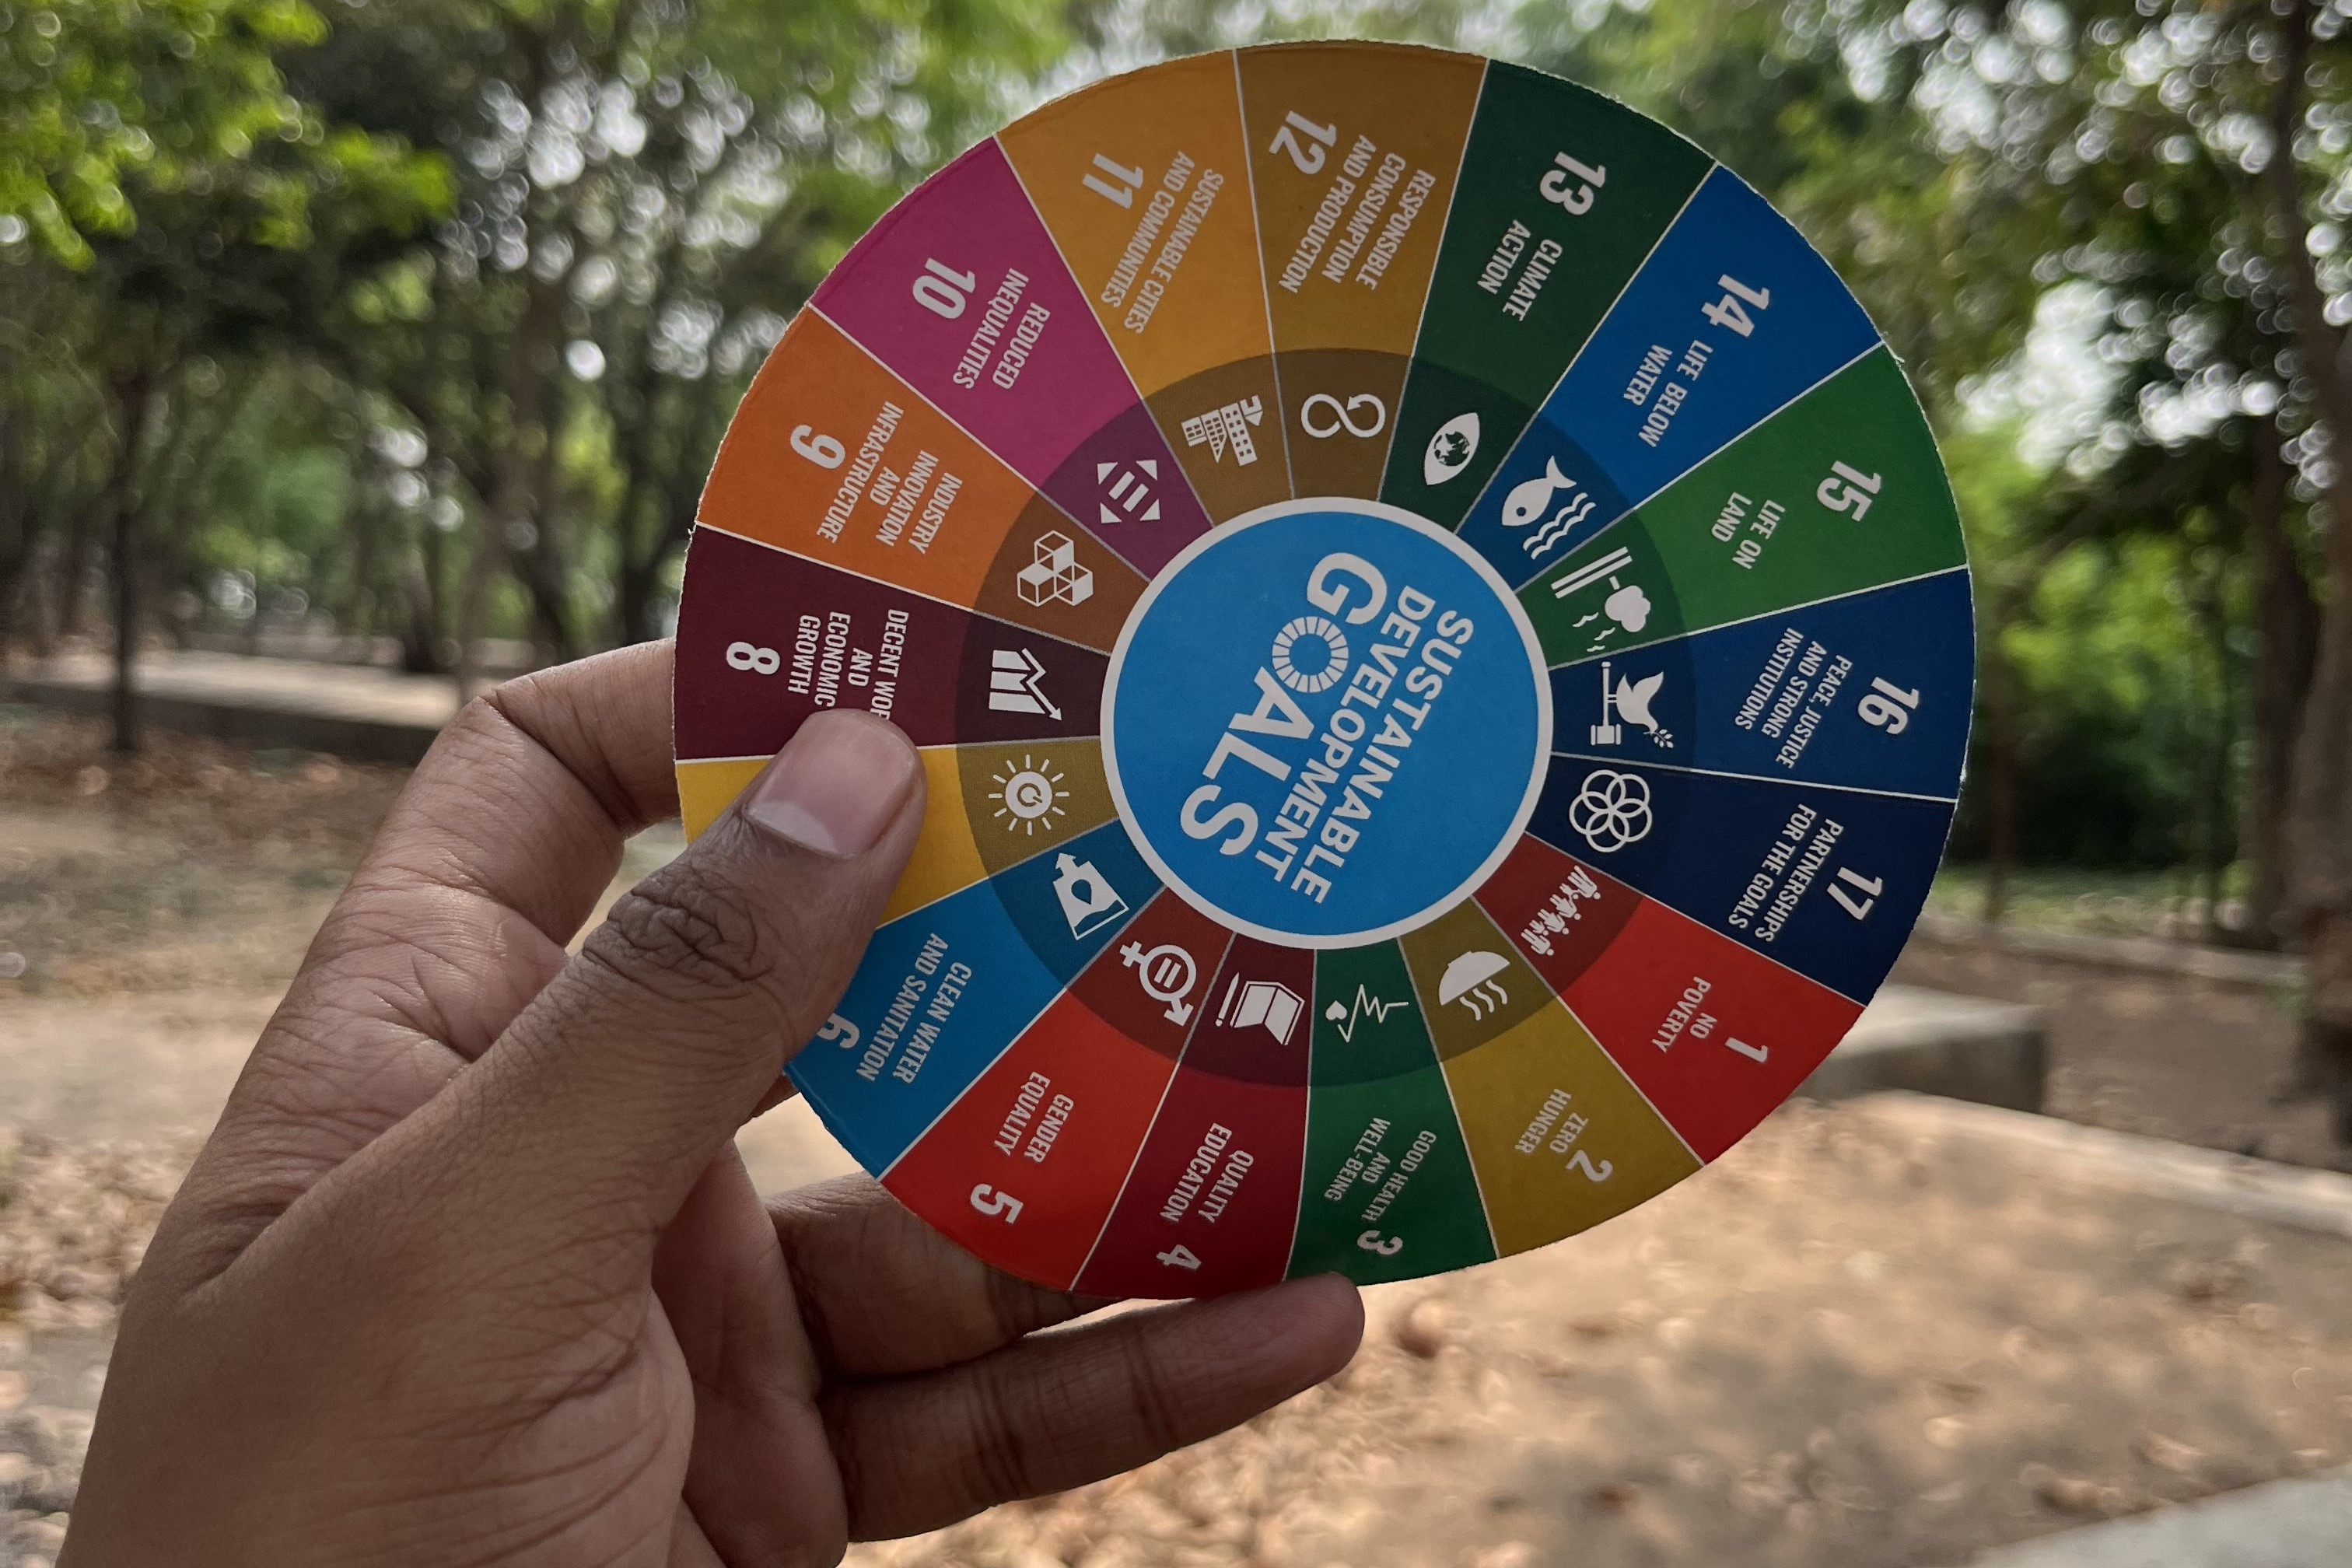 SUSTAINABLE
DEVELOPMENT
GOALS
1
NO
POVERTY
2
ZERO
HUNGER
3
GOOD HEALTH
AND
WELL-BEING
4
QUALITY
EDUCATION
5
GENDER
EQUALITY
6
CLEAN WATER
AND SANITATION
8
DECENT
AND
ECONOMIC
GROWTH
9
INDUSTRY
INNOVATION
AND
INFRASTRUCTURE
10
REDUCED
INEQUALITIES
11
SUSTAINABLE CITIES
AND COMMUNITIES
12
RESPONSIBLE
CONSUMPTION
AND PRODUCTION
13
CLIMATE
ACTION
14
LIFE BELOW
WATER
15
LIFE ON
LAND
16
PEACE, JUSTICE
AND STRONG
INSTITUTIONS
17
PARTNERSHIPS
FOR THE GOALS